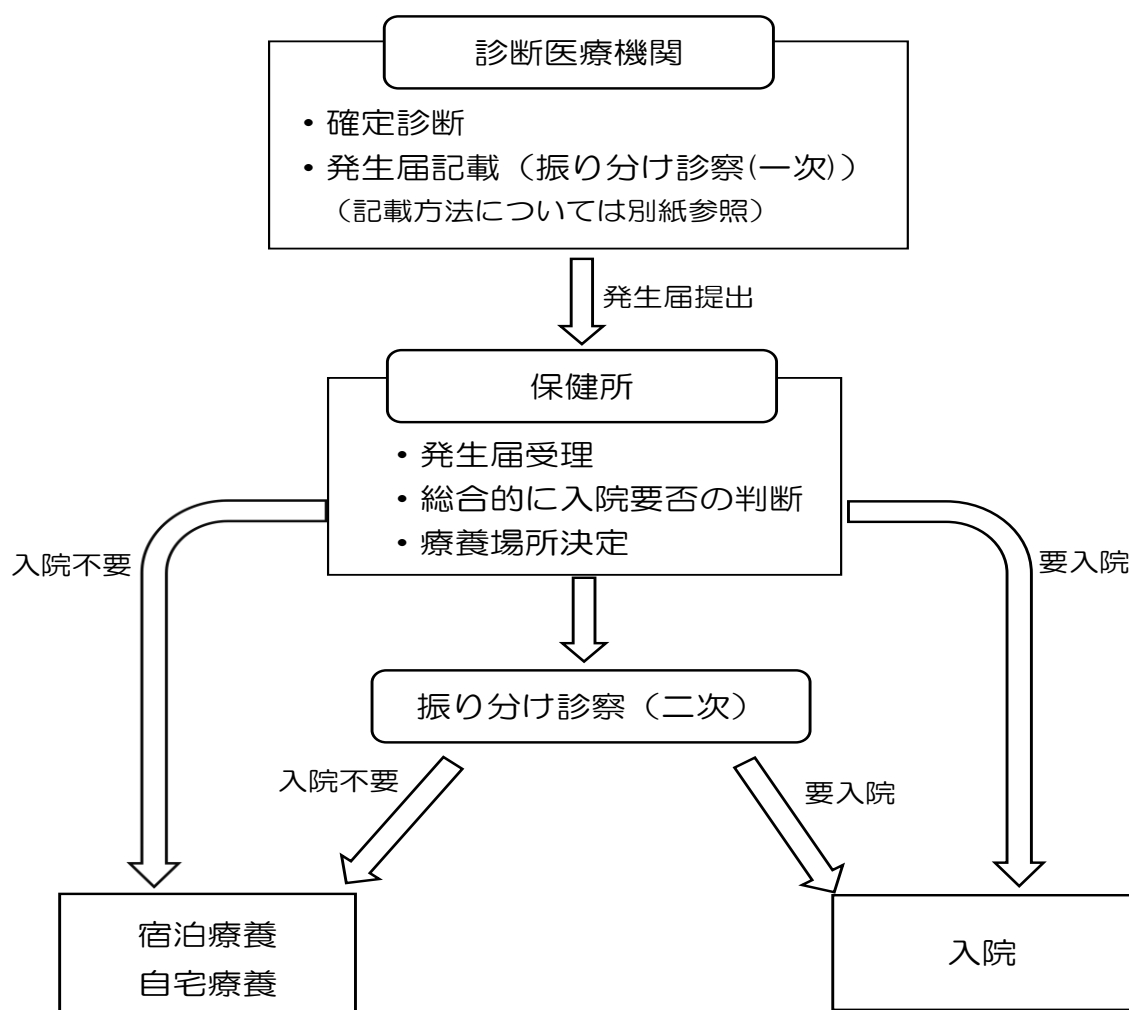 診断医療機関
・確定診断
・発生届記載（振り分け診察(一次)）
（記載方法については別紙参照）
発生届提出
保健所
・発生届受理
・総合的に入院要否の判断
・療養場所決定
入院不要
要入院
振り分け診察（二次）
入院不要
要入院
宿泊療養
自宅療養
入院